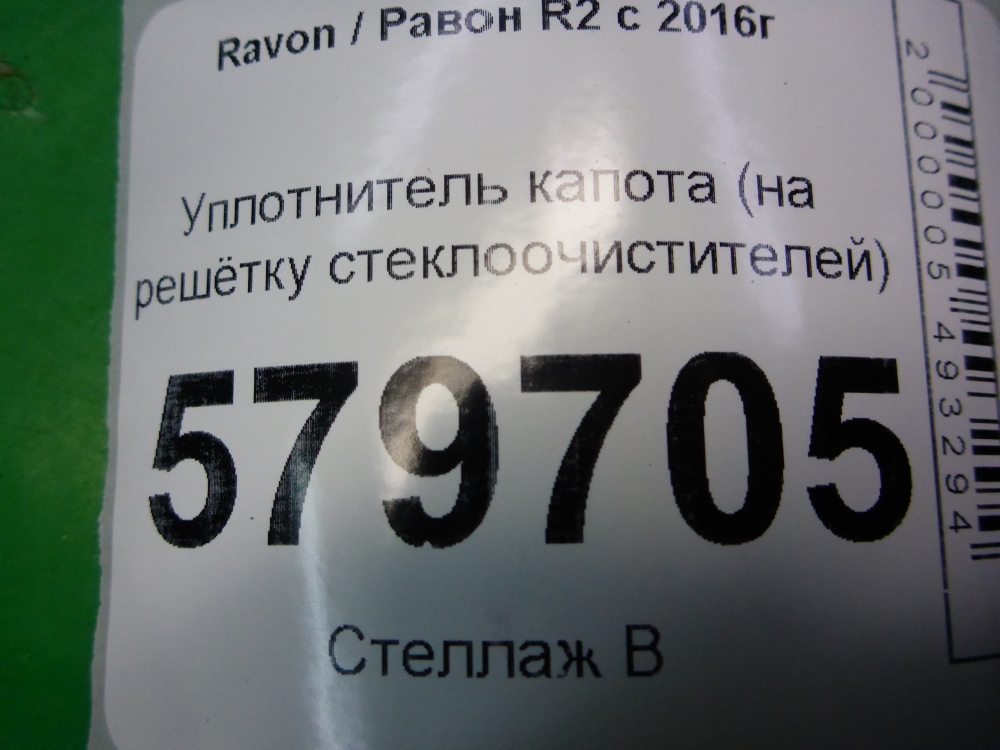 Ravon / Равон R2 с 2016г
Уплотнитель капота (на
решётку стеклоочистителей)
579705
Стеллаж В
2000005493294